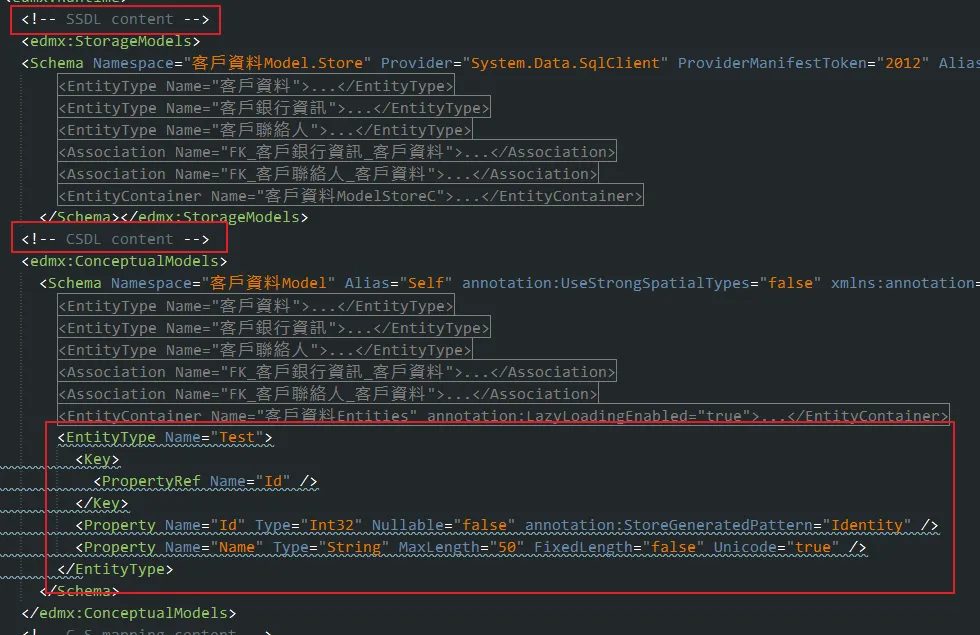 <!-- SSDL content -->
<edmx:StorageModels>
<Schema Namespace="客戶資料Model.Store" Provider="System.Data.SqlClient" ProviderManifestToken="2012" Alias
<EntityType Name="客戶資料">...</EntityType>
<EntityType Name="客戶銀行資訊">...</EntityType>
<EntityType Name="客戶聯絡人">...</EntityType>
<Association Name="FK_客戶銀行資訊_客戶資料">...</Association>
<Association Name="FK_客戶聯絡人_客戶資料">...</Association>
<EntityContainer Name="客戶資料ModelStoreC">...</EntityContainer>
</Schema></edmx:StorageModels>
<!-- CSDL content -->
<edmx:ConceptualModels>
<Schema Namespace="客戶資料Model" Alias="Self" annotation:UseStrongSpatialTypes="false" xmlns:annotation=
<EntityType Name="客戶資料">...</EntityType>
<EntityType Name="客戶銀行資訊">...</EntityType>
<EntityType Name="客戶聯絡人">...</EntityType>
<Association Name="FK_客戶銀行資訊_客戶資料">...</Association>
<Association Name="FK_客戶聯絡人_客戶資料">...</Association>
<EntityContainer Name="客戶資料Entities" annotation:LazyLoadingEnabled="true">...</EntityContainer>
<EntityType Name="Test">
<Key>
<PropertyRef Name="Id" />
</Key>
<Property Name="Id" Type="Int32" Nullable="false" annotation:StoreGeneratedPattern="Identity" />
<Property Name="Name" Type="String" MaxLength="50" FixedLength="false" Unicode="true" />
</EntityType>
</Schema>
</edmx:ConceptualModels>